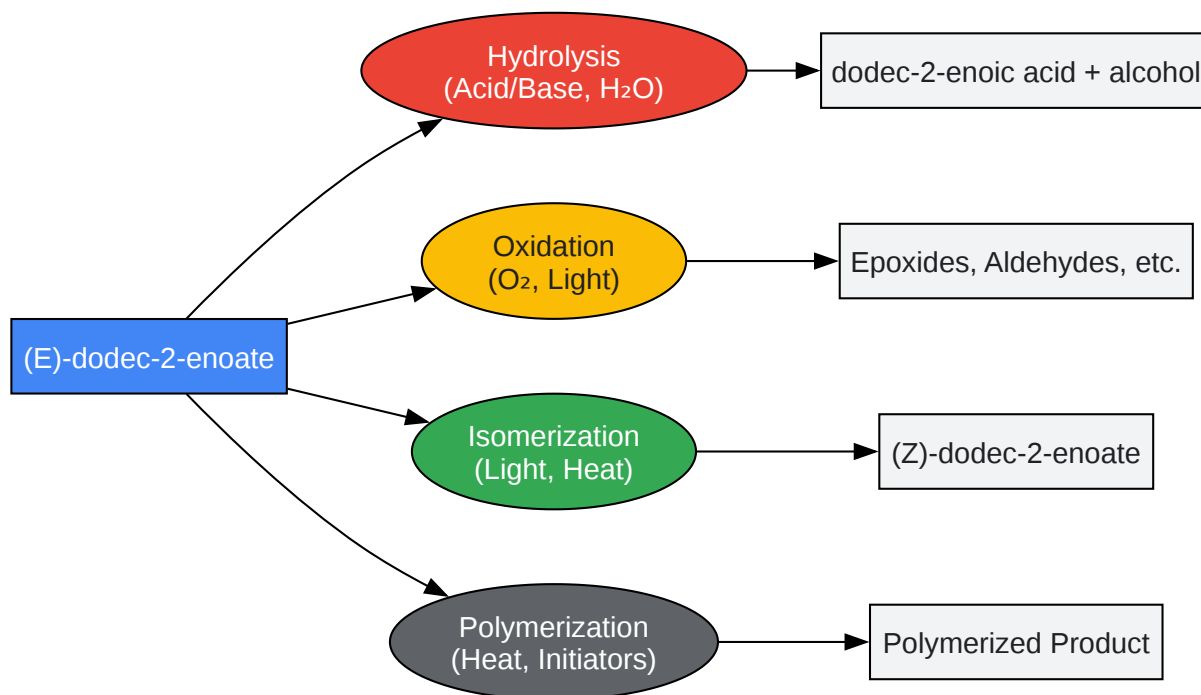 Hydrolysis
(Acid/Base, H₂O)
dodec-2-enoic acid + alcohol
Oxidation
(O₂, Light)
Epoxides, Aldehydes, etc.
(E)-dodec-2-enoate
Isomerization
(Light, Heat)
(Z)-dodec-2-enoate
Polymerization
(Heat, Initiators)
Polymerized Product